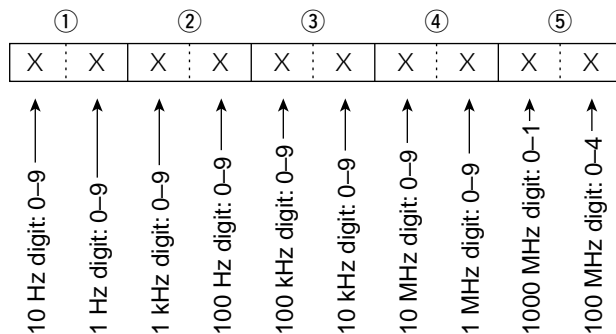 ① ② ③ ④ ⑤
X X X X X X X X X X
10 Hz digit: 0–9
1 Hz digit: 0–9
1 kHz digit: 0–9
100 Hz digit: 0–9
100 kHz digit: 0–9
10 kHz digit: 0–9
10 MHz digit: 0–9
1 MHz digit: 0–9
1000 MHz digit: 0–1
100 MHz digit: 0–4